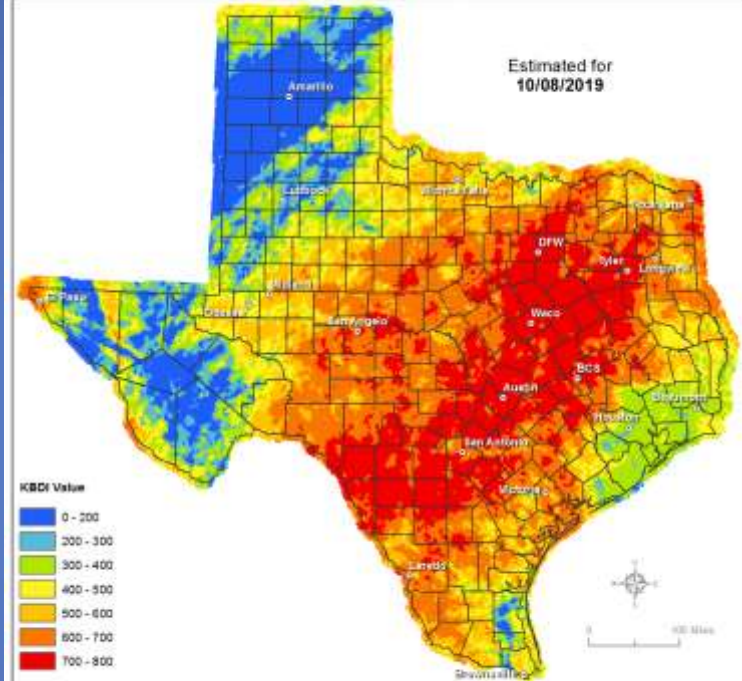 Estimated for
10/08/2019
Amarillo
Lubbock
Wichita Falls
Texarkana
DFW
Tyler
Longview
Midland
El Paso
Odessa
San Angelo
Waco
BCS
Austin
Beaumont
Houston
San Antonio
Victoria
KBDI Value
0 - 200
200 - 300
300 - 400
400 - 500
500 - 600
600 - 700
700 - 800
Laredo
0 100 Miles
Brownsville